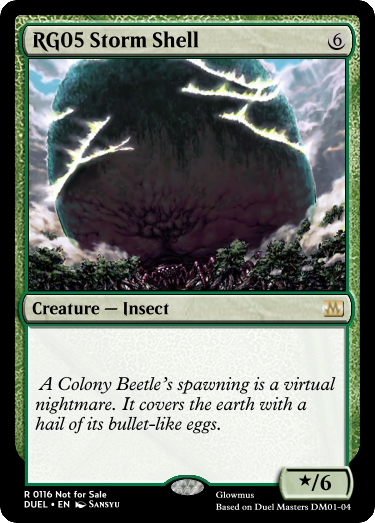 RG05 Storm Shell
6
Creature — Insect
A Colony Beetle's spawning is a virtual
nightmare. It covers the earth with a
hail of its bullet-like eggs.
★/6
R 0116 Not for Sale
DUEL • EN Sansyu
Glowmus
Based on Duel Masters DM01-04